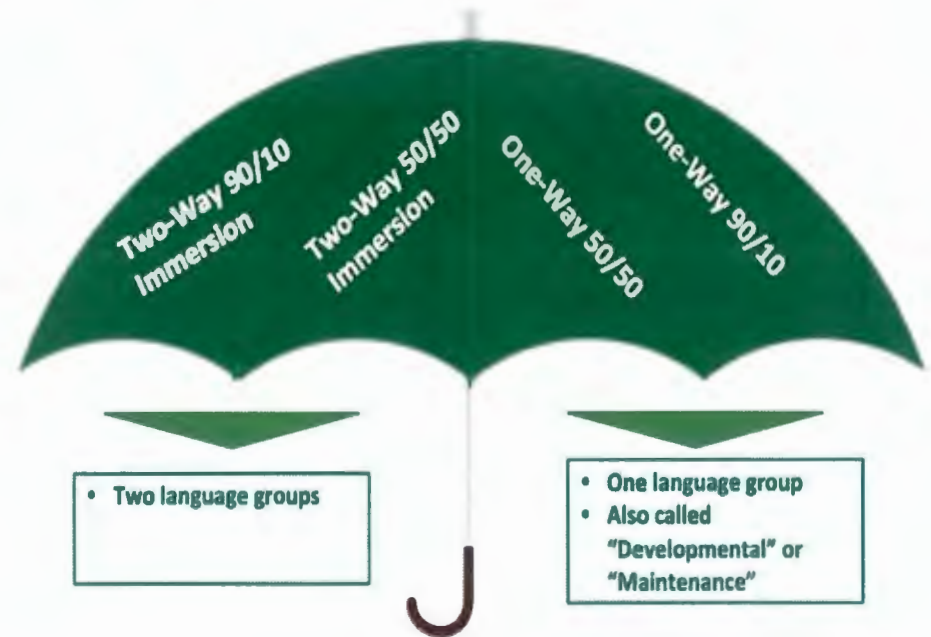 Two-Way 90/10
Immersion
Two-Way 50/50
Immersion
One-Way 50/50
One-Way 90/10
• Two language groups
• One language group
• Also called
"Developmental" or
"Maintenance"